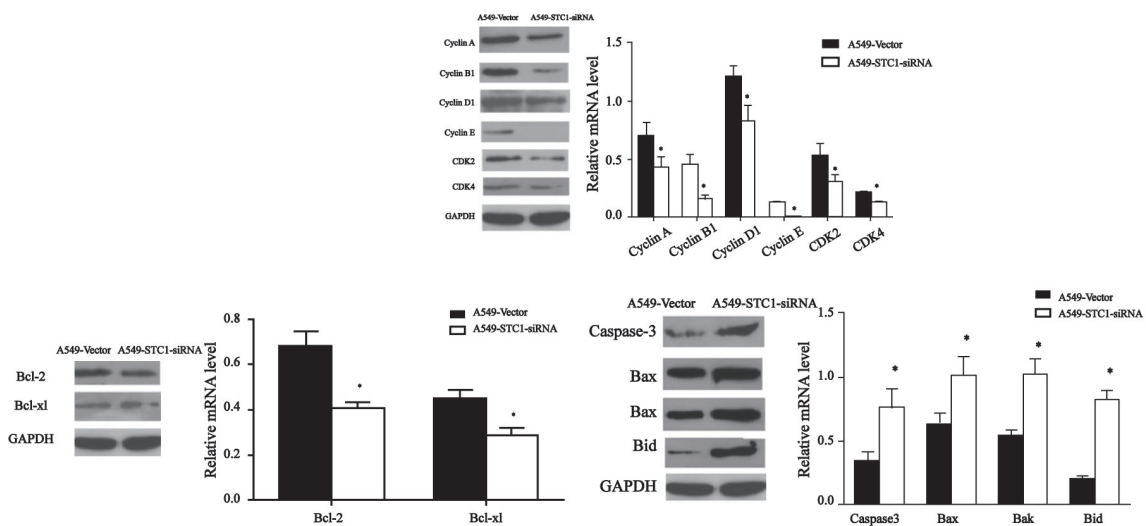 A549-Vector A549-STC1-siRNA
Cyclin A
Cyclin B1
Cyclin D1
Cyclin E
CDK2
CDK4
GAPDH
Relative mRNA level
1.5
1.0
0.5
0.0
A549-Vector
A549-STC1-siRNA
*
*
*
*
*
*
Cyclin A Cyclin B1 Cyclin D1 Cyclin E CDK2 CDK4
A549-Vector A549-STC1-siRNA
Bcl-2
Bcl-xl
GAPDH
Relative mRNA level
0.8
0.6
0.4
0.2
0.0
A549-Vector
A549-STC1-siRNA
*
*
Bcl-2 Bcl-xl
A549-Vector A549-STC1-siRNA
Caspase-3
Bax
Bax
Bid
GAPDH
Relative mRNA level
1.5
1.0
0.5
0.0
A549-Vector
A549-STC1-siRNA
*
*
*
*
Caspase3 Bax Bak Bid